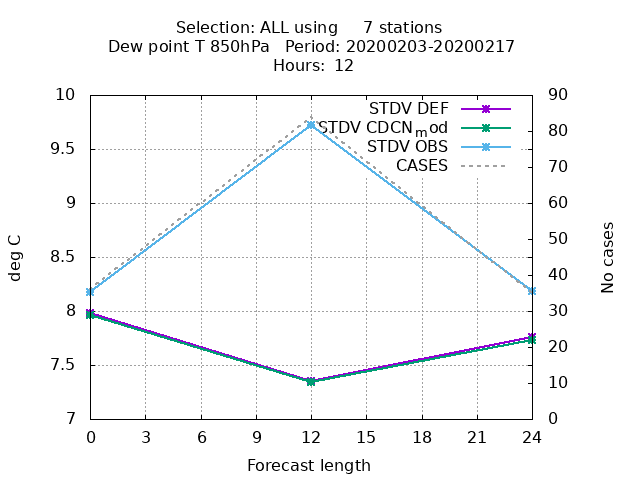 Selection: ALL using     7 stations
Dew point T 850hPa   Period: 20200203-20200217
Hours: 12
STDV DEF
STDV CDCN_mod
STDV OBS
CASES
10
9.5
9
8.5
8
7.5
7
90
80
70
60
50
40
30
20
10
0
deg C
No cases
0 3 6 9 12 15 18 21 24
Forecast length